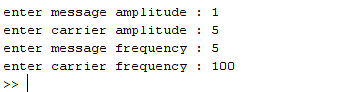 enter message amplitude : 1
enter carrier amplitude : 5
enter message frequency : 5
enter carrier frequency : 100
>>